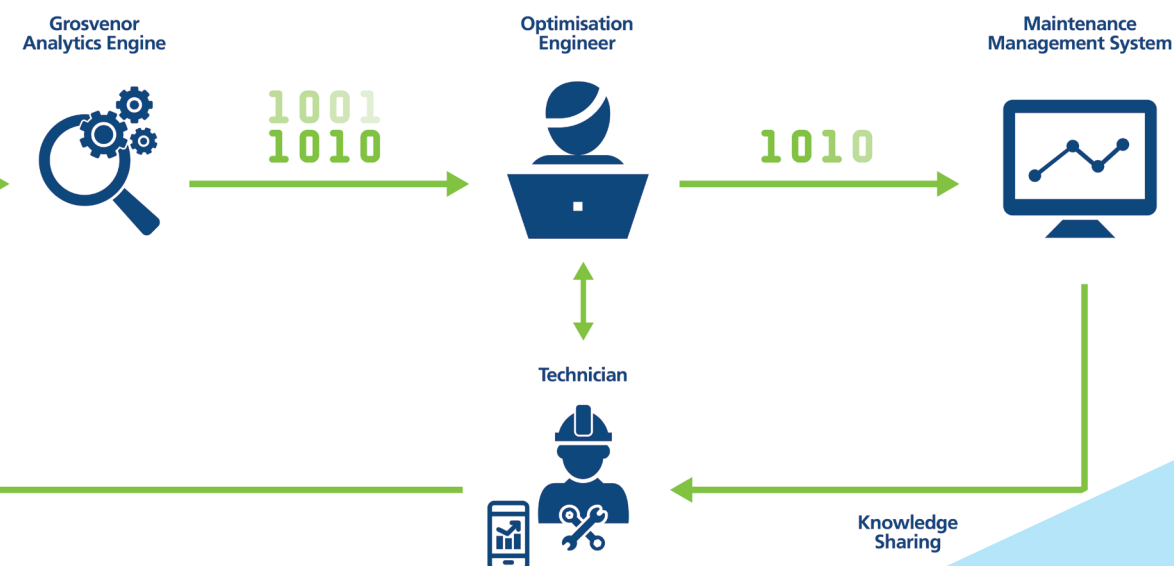 Grosvenor
Analytics Engine
Optimisation
Engineer
Maintenance
Management System
1001
1010
1010
Technician
Knowledge
Sharing